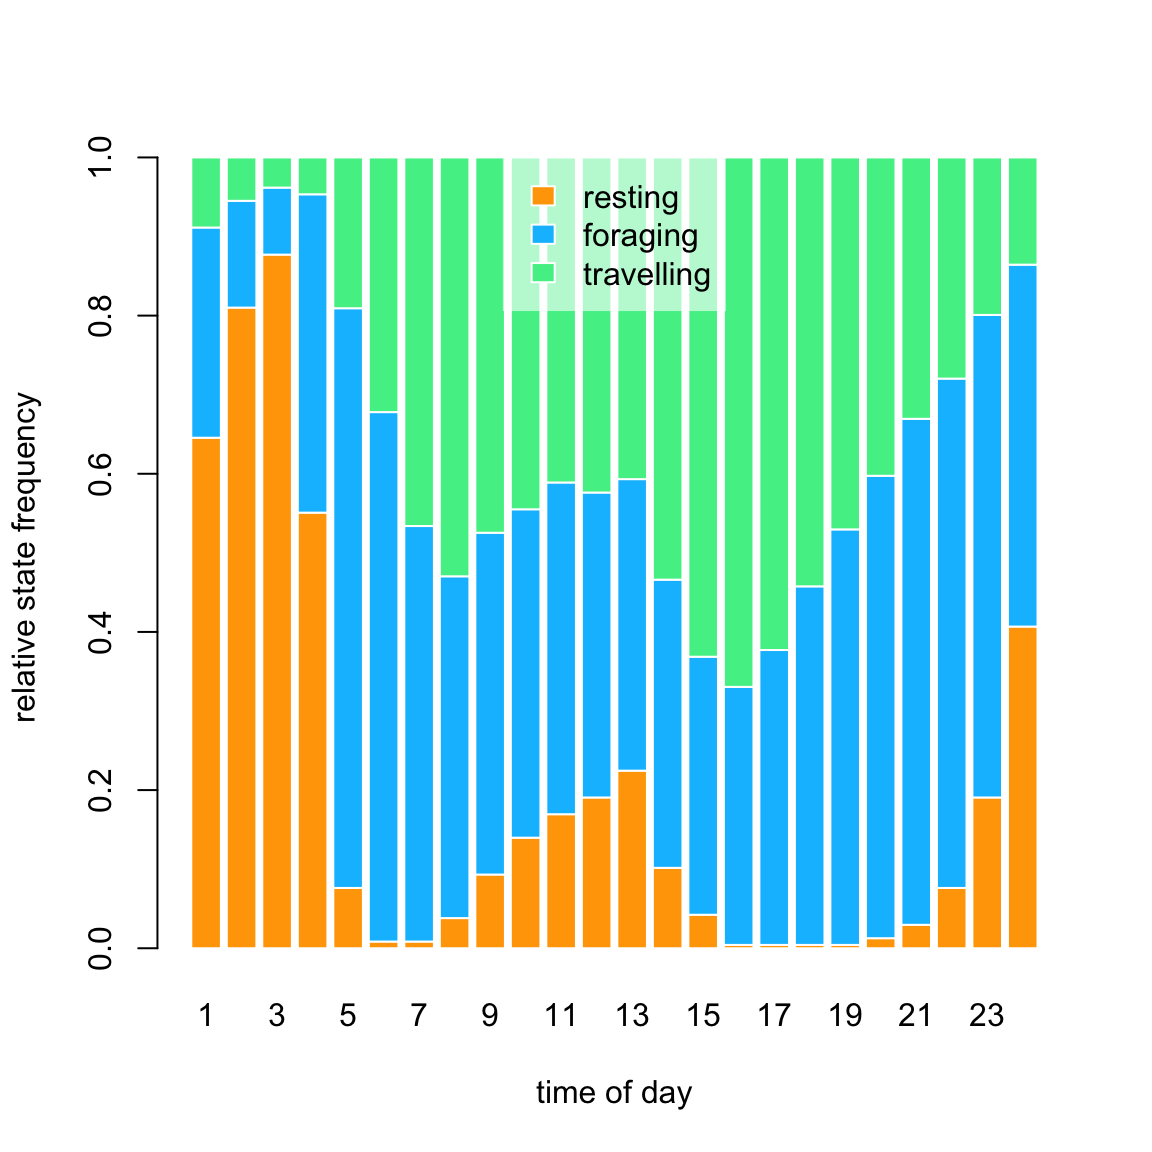 relative state frequency
1.0
0.8
0.6
0.4
0.2
0.0
resting
foraging
travelling
1 3 5 7 9 11 13 15 17 19 21 23
time of day